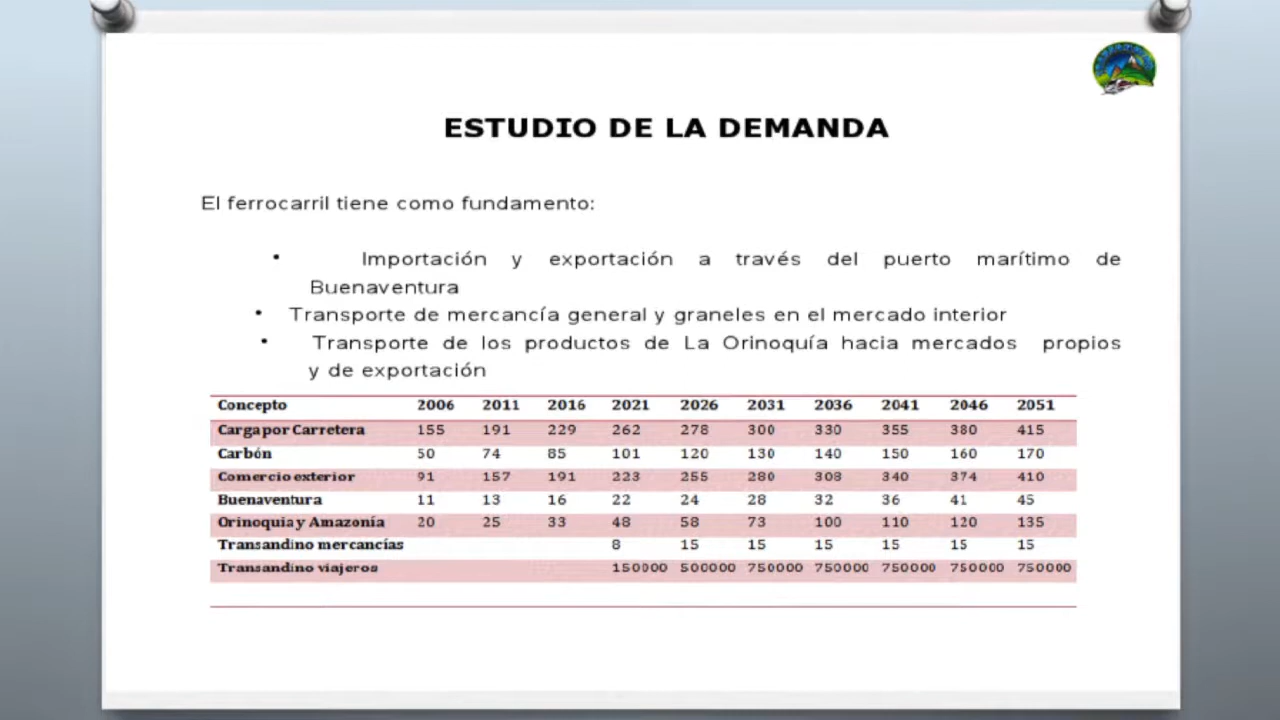 ESTUDIO DE LA DEMANDA
El ferrocarril tiene como fundamento:
• Importación y exportación a través del puerto marítimo de
Buenaventura
• Transporte de mercancía general y graneles en el mercado interior
• Transporte de los productos de La Orinoquía hacia mercados propios
y de exportación
Concepto 2006 2011 2016 2021 2026 2031 2036 2041 2046 2051
Carga por Carretera 155 191 229 262 278 300 330 355 380 415
Carbón 50 74 85 101 120 130 140 150 160 170
Comercio exterior 91 157 191 223 255 280 308 340 374 410
Buenaventura 11 13 16 22 24 28 32 36 41 45
Orinoquia y Amazonía 20 25 33 48 58 73 100 110 120 135
Transandino mercancías 8 15 15 15 15 15 15
Transandino viajeros 150000 500000 750000 750000 750000 750000 750000